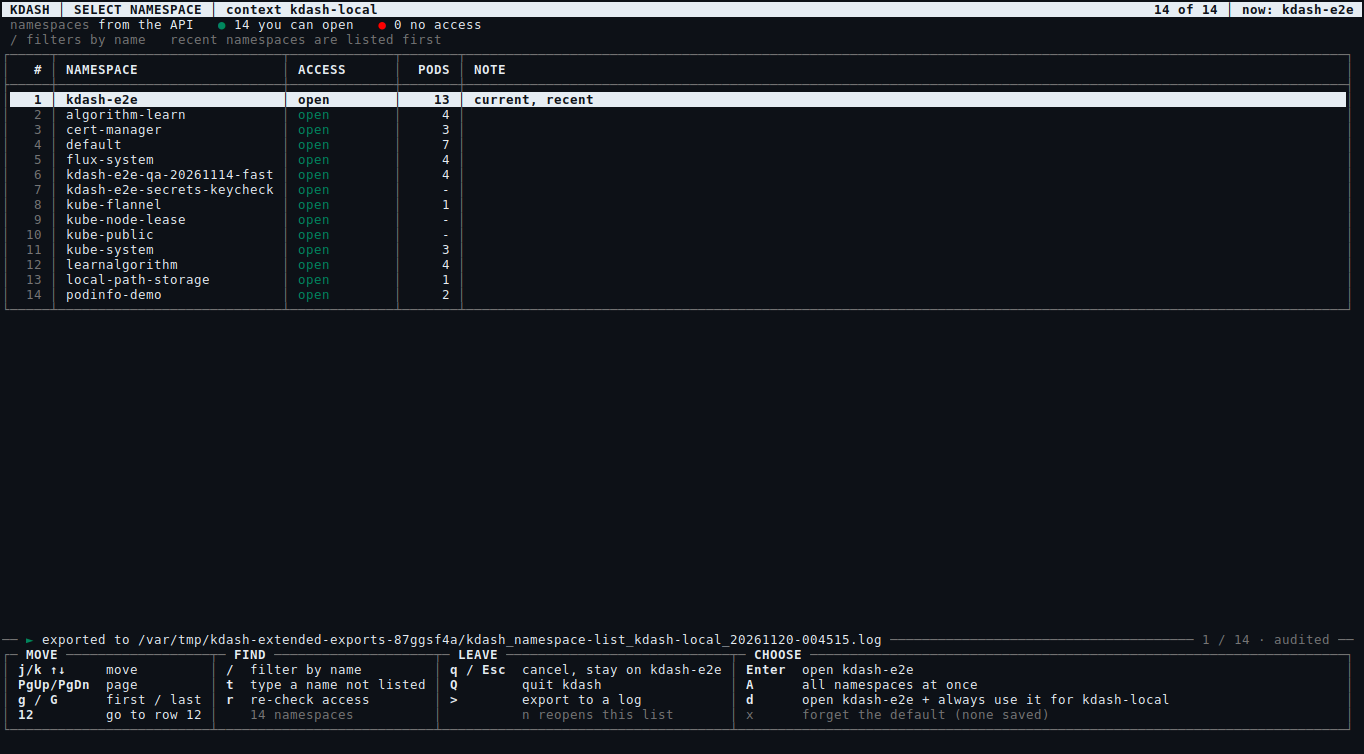 KDASH │ SELECT NAMESPACE │ context kdash-local 14 of 14 │ now: kdash-e2e
namespaces from the API ● 14 you can open ● 0 no access
/ filters by name recent namespaces are listed first
# │ NAMESPACE │ ACCESS │ PODS │ NOTE
1 │ kdash-e2e │ open │ 13 │ current, recent
2 │ algorithm-learn │ open │ 4 │
3 │ cert-manager │ open │ 3 │
4 │ default │ open │ 7 │
5 │ flux-system │ open │ 4 │
6 │ kdash-e2e-qa-20261114-fast │ open │ 4 │
7 │ kdash-e2e-secrets-keycheck │ open │ - │
8 │ kube-flannel │ open │ 1 │
9 │ kube-node-lease │ open │ - │
10 │ kube-public │ open │ - │
11 │ kube-system │ open │ 3 │
12 │ learnalgorithm │ open │ 4 │
13 │ local-path-storage │ open │ 1 │
14 │ podinfo-demo │ open │ 2 │
► exported to /var/tmp/kdash-extended-exports-87ggsf4a/kdash_namespace-list_kdash-local_20261120-004515.log 1 / 14 · audited
MOVE FIND LEAVE CHOOSE
j/k ↑↓ move │ / filter by name │ q / Esc cancel, stay on kdash-e2e │ Enter open kdash-e2e
PgUp/PgDn page │ t type a name not listed │ Q quit kdash │ A all namespaces at once
g / G first / last │ r re-check access │ > export to a log │ d open kdash-e2e + always use it for kdash-local
12 go to row 12 │ 14 namespaces │ n reopens this list │ x forget the default (none saved)